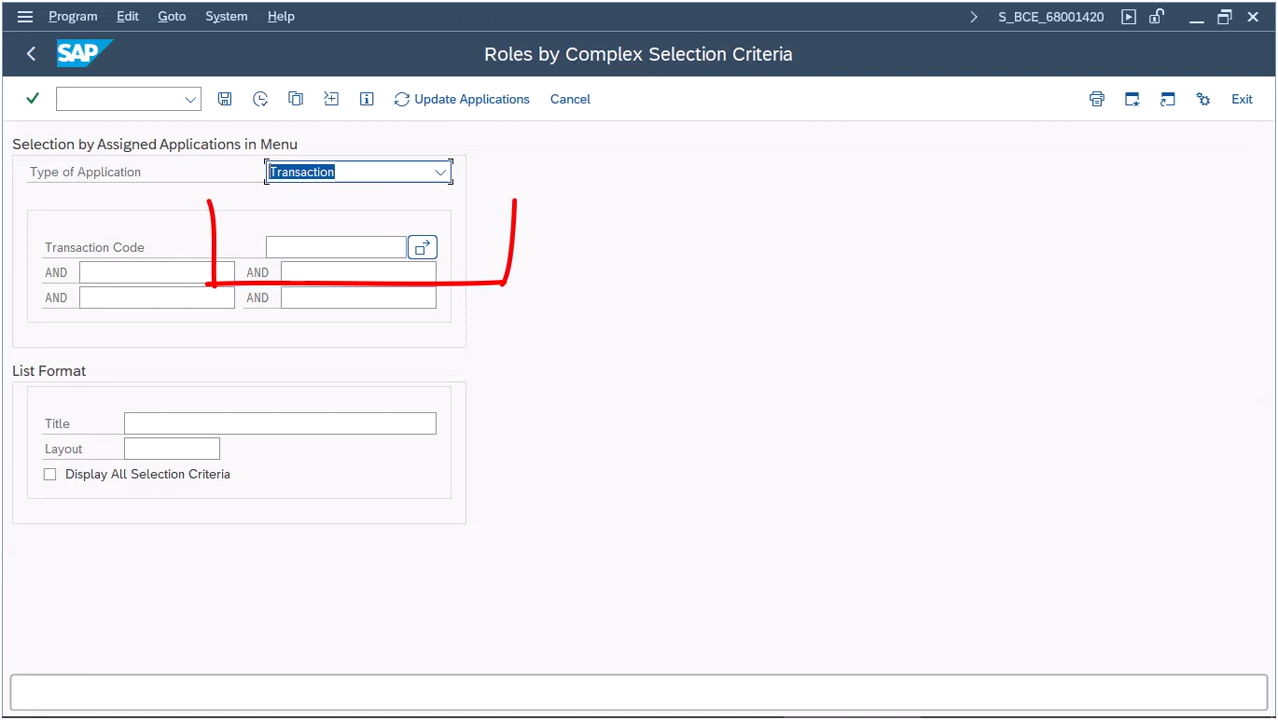 Program Edit Goto System Help S_BCE_68001420
SAP Roles by Complex Selection Criteria
Update Applications Cancel Exit
Selection by Assigned Applications in Menu
Type of Application Transaction
Transaction Code
AND AND
AND AND
List Format
Title
Layout
Display All Selection Criteria